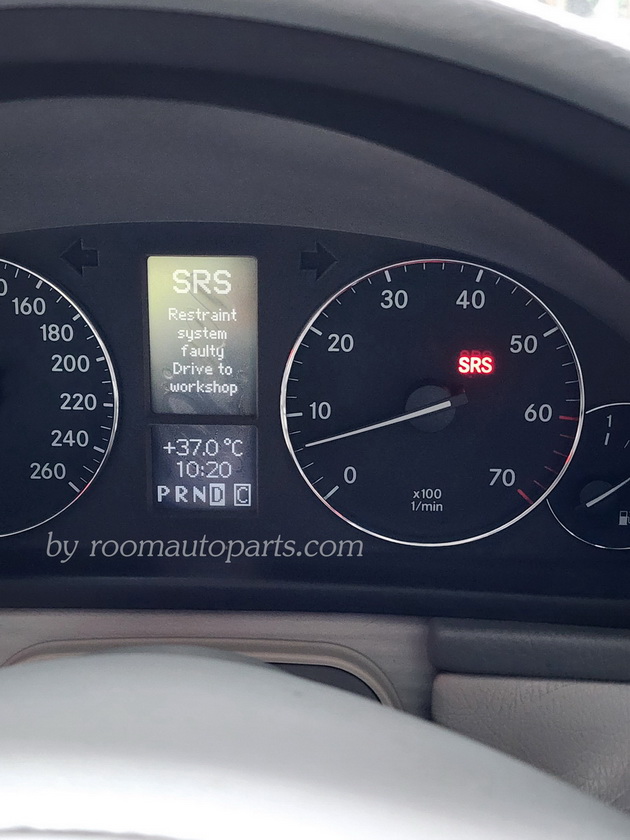 SRS
Restraint
system
faulty
Drive to
workshop
+37.0 °C
10:20
P R N D C
160
180
200
220
240
260
0
10
20
30
40
50
60
70
SRS
x100
1/min
1
by roomautoparts.com